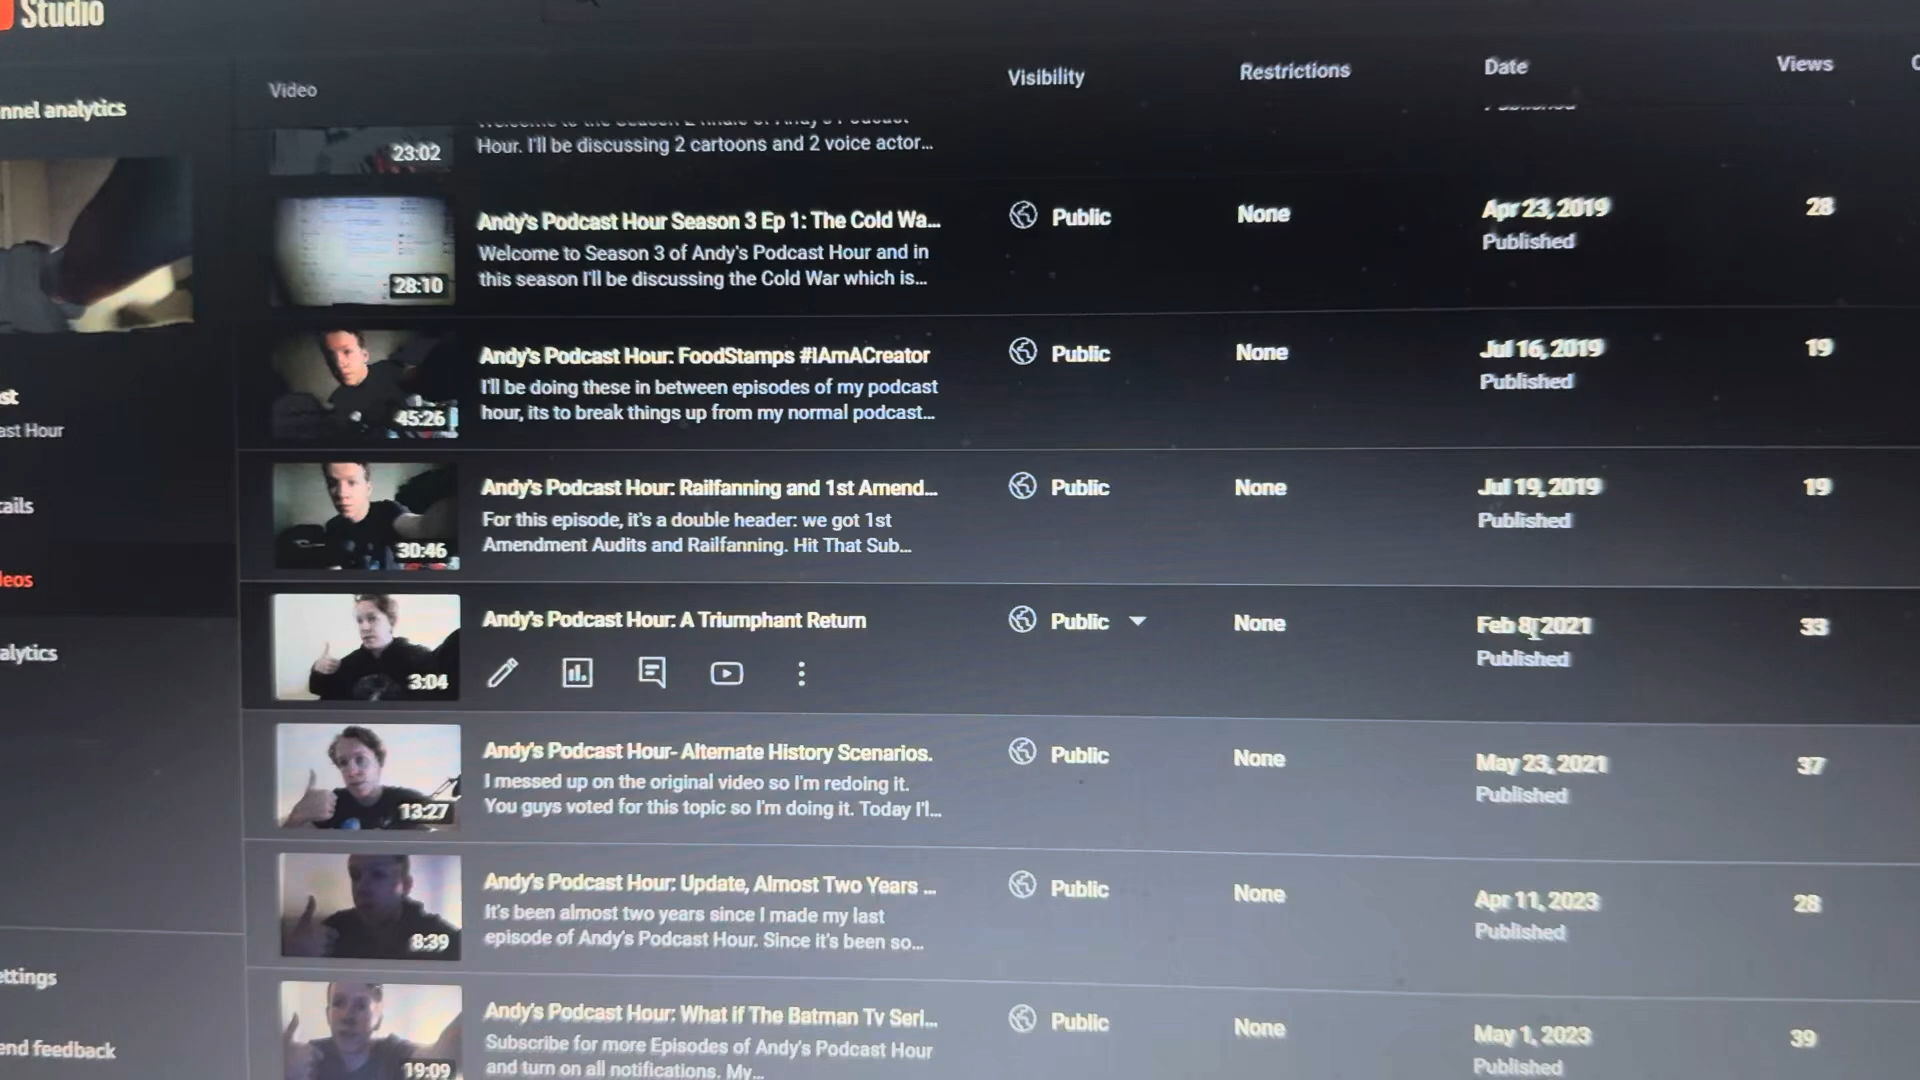 Studio
Video
Visibility
Restrictions
Date
Views
nnel analytics
23:02
Hour. I'll be discussing 2 cartoons and 2 voice actor...
Andy's Podcast Hour Season 3 Ep 1: The Cold Wa...
Welcome to Season 3 of Andy's Podcast Hour and in
this season I'll be discussing the Cold War which is...
28:10
Public
None
Apr 23, 2019
Published
28
Andy's Podcast Hour: FoodStamps #IAmACreator
I'll be doing these in between episodes of my podcast
hour, its to break things up from my normal podcast...
45:26
Public
None
Jul 16, 2019
Published
19
st
ast Hour
Andy's Podcast Hour: Railfanning and 1st Amend...
For this episode, it's a double header: we got 1st
Amendment Audits and Railfanning. Hit That Sub...
30:46
Public
None
Jul 19, 2019
Published
19
tails
deos
Andy's Podcast Hour: A Triumphant Return
3:04
Public
None
Feb 8, 2021
Published
33
alytics
Andy's Podcast Hour- Alternate History Scenarios.
I messed up on the original video so I'm redoing it.
You guys voted for this topic so I'm doing it. Today I'l...
13:27
Public
None
May 23, 2021
Published
37
Andy's Podcast Hour: Update, Almost Two Years ...
It's been almost two years since I made my last
episode of Andy's Podcast Hour. Since it's been so...
8:39
Public
None
Apr 11, 2023
Published
28
ettings
Andy's Podcast Hour: What if The Batman Tv Seri...
Subscribe for more Episodes of Andy's Podcast Hour
and turn on all notifications. My...
19:09
Public
None
May 1, 2023
Published
39
end feedback